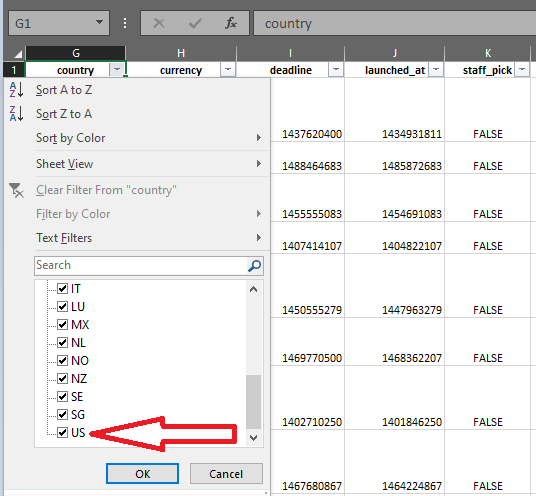 G1 fx country
G H I J K
1 country currency deadline launched_at staff_pick
Sort A to Z
Sort Z to A
Sort by Color
Sheet View
Clear Filter From "country"
Filter by Color
Text Filters
Search
IT
LU
MX
NL
NO
NZ
SE
SG
US
OK Cancel
1437620400 1434931811 FALSE
1488464683 1485872683 FALSE
1455555083 1454691083 FALSE
1407414107 1404822107 FALSE
1450555279 1447963279 FALSE
1469770500 1468362207 FALSE
1402710250 1401846250 FALSE
1467680867 1464224867 FALSE